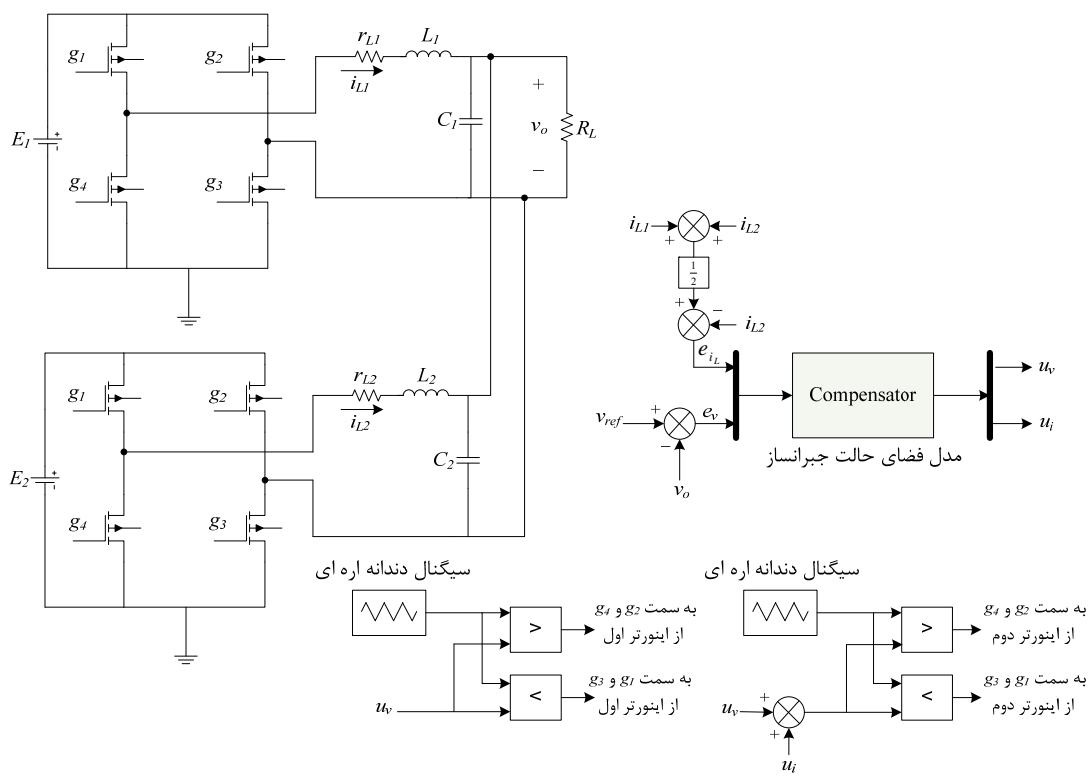 g1
g2
E1
g4
g3
rL1
L1
iL1
C1
+
vo
−
RL
g1
g2
E2
g4
g3
rL2
L2
iL2
C2
iL1
iL2
+
+
1/2
+
−
iL2
eiL
vref
+
−
ev
vo
Compensator
مدل فضای حالت جبرانساز
uv
ui
سیگنال دندانه اره ای
>
<
به سمت g2 و g4
از اینورتر اول
به سمت g1 و g3
از اینورتر اول
uv
سیگنال دندانه اره ای
>
<
به سمت g2 و g4
از اینورتر دوم
به سمت g1 و g3
از اینورتر دوم
uv
+
+
ui